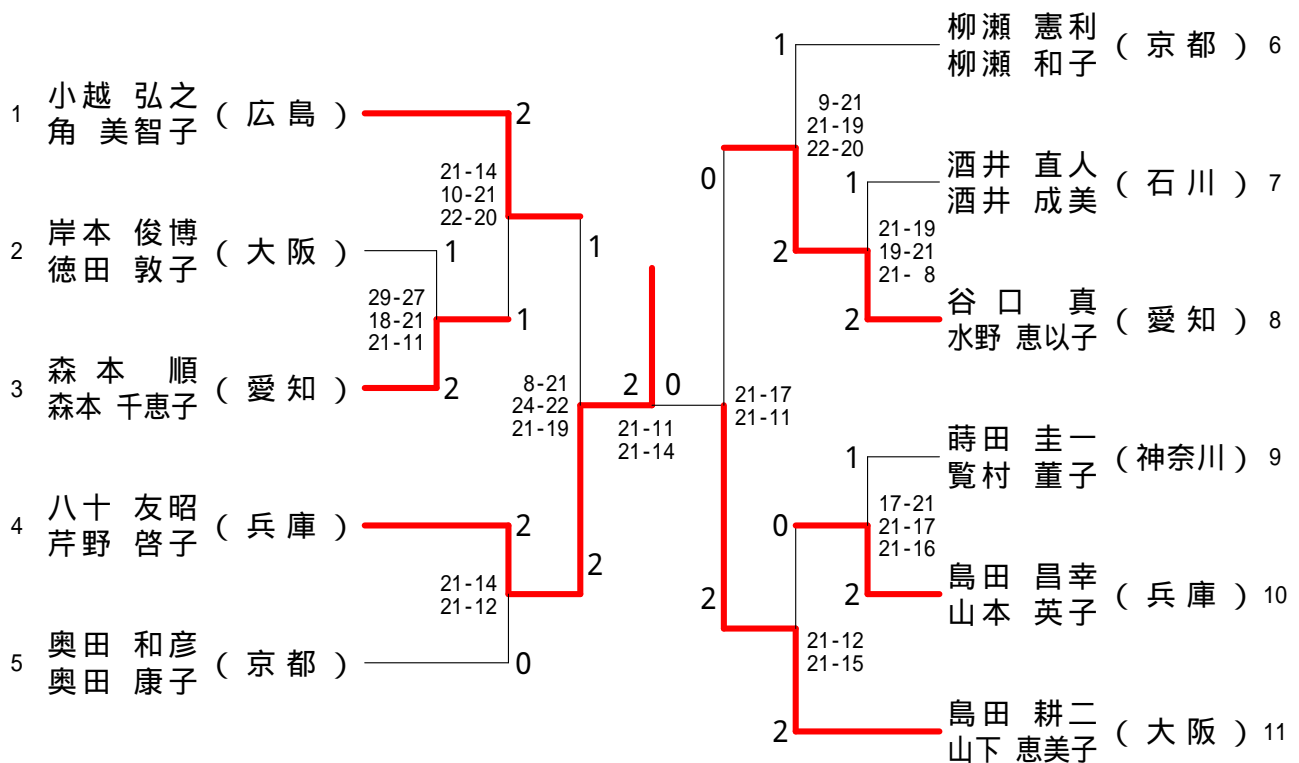 1 小越 弘之 (広島)
角 美智子
2
21-14
10-21
22-20
2 岸本 俊博 (大阪)
徳田 敦子
1
1
29-27
18-21
21-11
1
3 森本 順 (愛知)
森本 千恵子
2
8-21
24-22
21-19
2 0
21-11
21-14
4 八十 友昭 (兵庫)
芹野 啓子
2
2
21-14
21-12
5 奥田 和彦 (京都)
奥田 康子
0
1
柳瀬 憲利 (京都) 6
柳瀬 和子
9-21
21-19
22-20
0
1
酒井 直人 (石川) 7
酒井 成美
2
21-19
19-21
21- 8
2
谷口 真 (愛知) 8
水野 恵以子
21-17
21-11
1
蒔田 圭一 (神奈川) 9
覧村 菫子
0
17-21
21-17
21-16
2
2
島田 昌幸 (兵庫) 10
山本 英子
21-12
21-15
2
島田 耕二 (大阪) 11
山下 恵美子